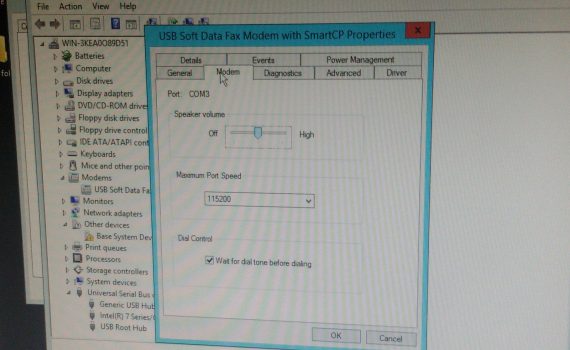 File Action View Help
USB Soft Data Fax Modem with SmartCP Properties
x
WIN-3KEA0O89D51
Batteries
Computer
Disk drives
Display adapters
DVD/CD-ROM drives
Floppy disk drives
Floppy drive control
IDE ATA/ATAPI cont
Keyboards
Mice and other poin
Modems
USB Soft Data Fa
Monitors
Network adapters
Other devices
Base System Dev
Print queues
Processors
Storage controllers
System devices
Universal Serial Bus
Generic USB Hub
Intel(R) 7 Series/
USB Root Hub
Details Events Power Management
General Modem Diagnostics Advanced Driver
Port: COM3
Speaker volume
Off High
Maximum Port Speed
115200
Dial Control
Wait for dial tone before dialing
OK Cancel